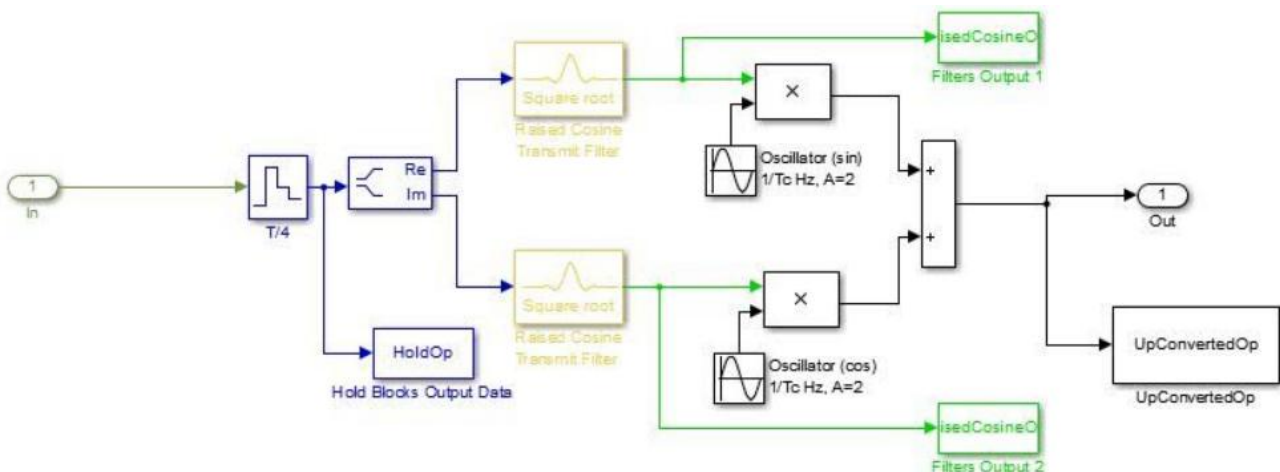 isedCosineO
Filters Output 1
Square root
Raised Cosine
Transmit Filter
×
Oscillator (sin)
1/Tc Hz, A=2
1
In
T/4
Re
Im
+
+
1
Out
Square root
Raised Cosine
Transmit Filter
×
Oscillator (cos)
1/Tc Hz, A=2
HoldOp
Hold Blocks Output Data
UpConvertedOp
UpConvertedOp
isedCosineO
Filters Output 2